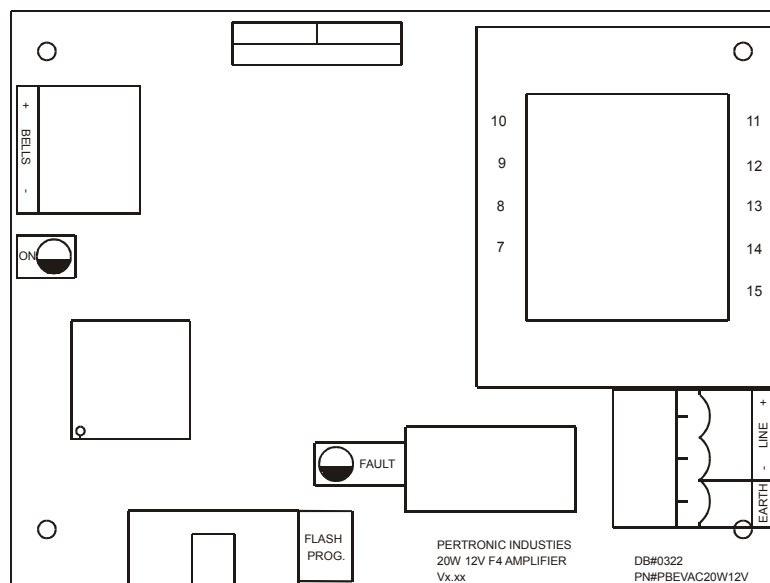 +
BELLS
-
ON
10
9
8
7
11
12
13
14
15
+
LINE
-
EARTH
FAULT
FLASH
PROG.
PERTRONIC INDUSTIES
20W 12V F4 AMPLIFIER
Vx.xx
DB#0322
PN#PBEVAC20W12V